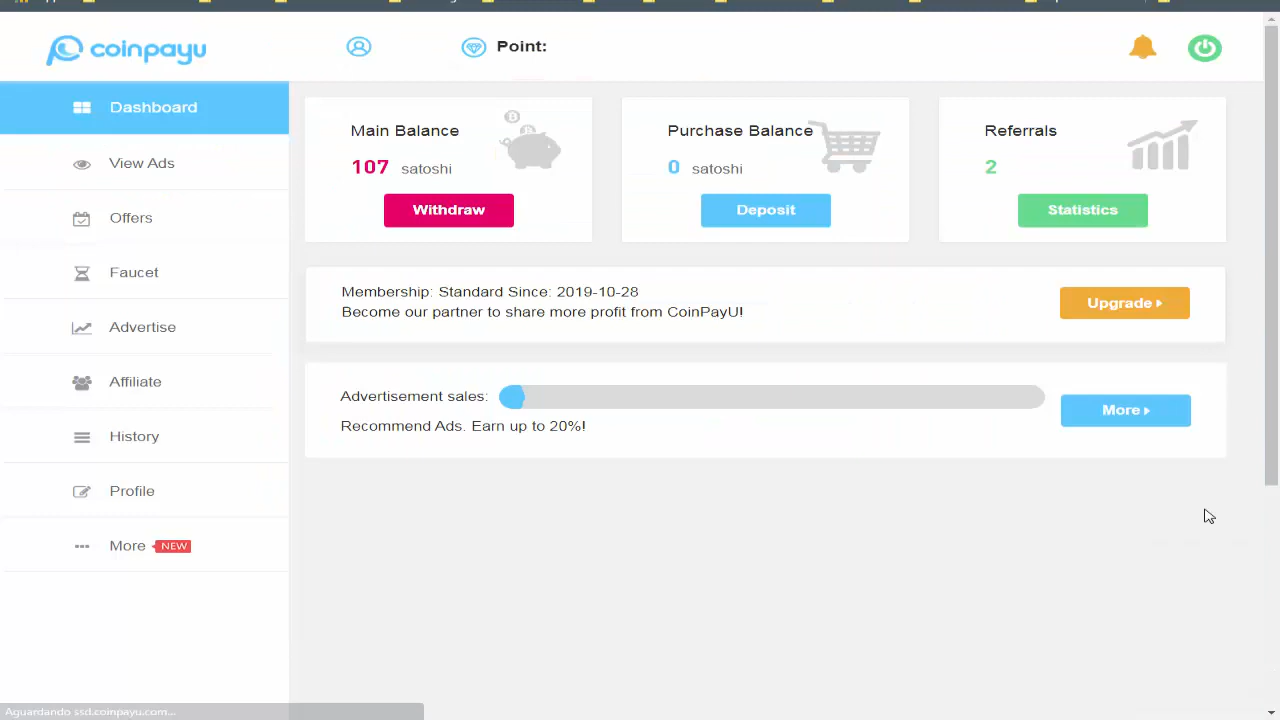 coinpayu
Point:
Dashboard
View Ads
Offers
Faucet
Advertise
Affiliate
History
Profile
More NEW
Main Balance
107 satoshi
Withdraw
Purchase Balance
0 satoshi
Deposit
Referrals
2
Statistics
Membership: Standard Since: 2019-10-28
Become our partner to share more profit from CoinPayU!
Upgrade
Advertisement sales:
Recommend Ads. Earn up to 20%!
More
Aguardando ssd.coinpayu.com...